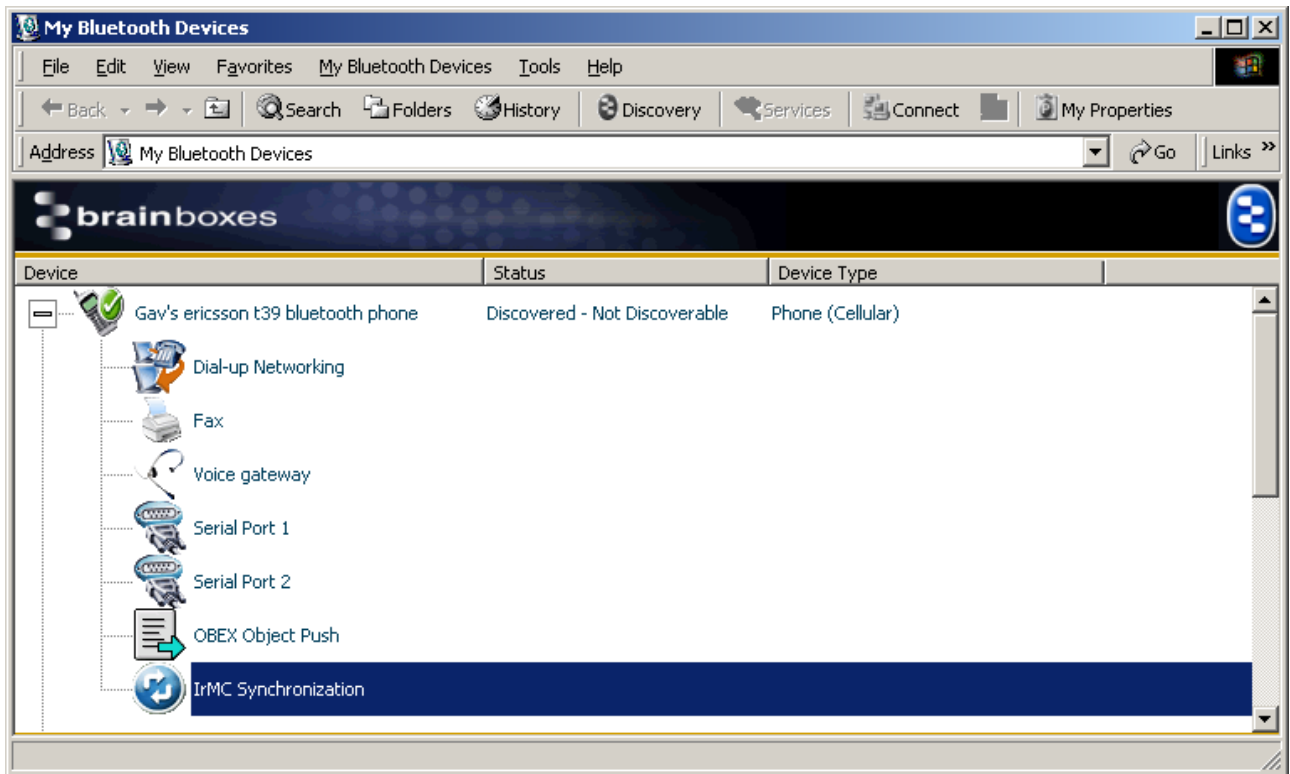 My Bluetooth Devices
File Edit View Favorites My Bluetooth Devices Tools Help
Back Search Folders History Discovery Services Connect My Properties
Address My Bluetooth Devices Go Links »
brainboxes
Device Status Device Type
Gav's ericsson t39 bluetooth phone Discovered - Not Discoverable Phone (Cellular)
Dial-up Networking
Fax
Voice gateway
Serial Port 1
Serial Port 2
OBEX Object Push
IrMC Synchronization